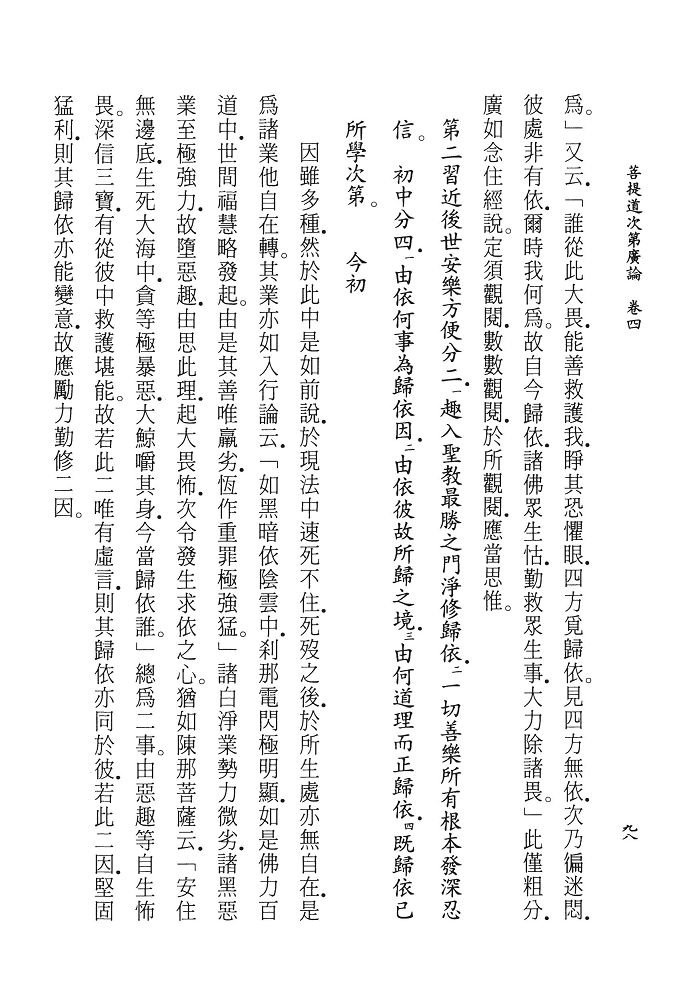 菩提道次第廣論　卷四
九八
爲。」又云「誰從此大畏．能善救護我．睜其恐懼眼．四方覓歸依。見四方無依．次乃徧迷悶．
彼處非有依．爾時我何爲。故自今歸依．諸佛眾生怙．勤救眾生事．大力除諸畏。」此僅粗分．
廣如念住經說。定須觀閱．數數觀閱．於所觀閱．應當思惟。
第二習近後世安樂方便分二．一趣入聖教最勝之門淨修歸依．二一切善樂所有根本發深忍
信。　初中分四．一由依何事為歸依因．二由依彼故所歸之境．三由何道理而正歸依．四既歸依已
所學次第。　今初
因雖多種．然於此中是如前說．於現法中速死不住．死歿之後．於所生處亦無自在．是
爲諸業他自在轉。其業亦如入行論云．「如黑暗依陰雲中．刹那電閃極明顯．如是佛力百
道中．世間福慧略發起。由是其善唯羸劣．恆作重罪極強猛。」諸白淨業勢力微劣．諸黑惡
業至極強力．故墮惡趣．由思此理．起大畏怖．次令發生求依之心。猶如陳那菩薩云．「安住
無邊底．生死大海中．貪等極暴惡．大鯨嚼其身．今當歸依誰。」總爲二事。由惡趣等自生怖
畏。深信三寶．有從彼中救護堪能。故若此二唯有虛言．則其歸依亦同於彼．若此二因．堅固
猛利．則其歸依亦能變意．故應勵力勤修二因。